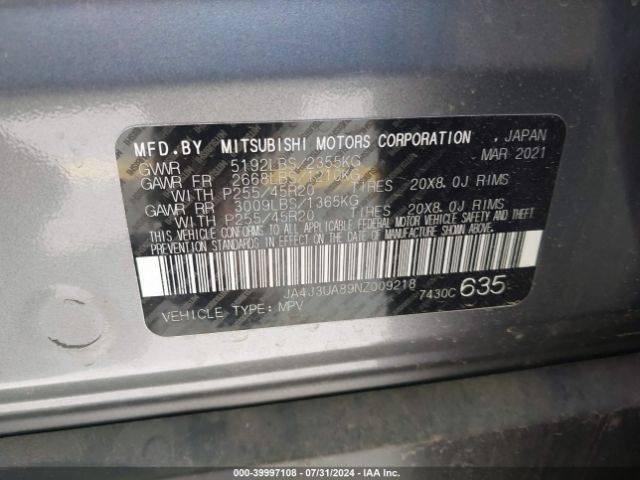 MFD.BY MITSUBISHI MOTORS CORPORATION , JAPAN
GVWR 5192LBS/2355KG MAR 2021
GAWR FR 2668LBS/1210KG
WITH P255/45R20 TIRES 20X8.0J RIMS
GAWR RR 3009LBS/1365KG
WITH P255/45R20 TIRES 20X8.0J RIMS
THIS VEHICLE CONFORMS TO ALL APPLICABLE FEDERAL MOTOR VEHICLE SAFETY AND THEFT
PREVENTION STANDARDS IN EFFECT ON THE DATE OF MANUFACTURE SHOWN ABOVE.
JA4J3UA89NZ009218 7430C 635
VEHICLE TYPE: MPV
000-39997108 - 07/31/2024 - IAA Inc.